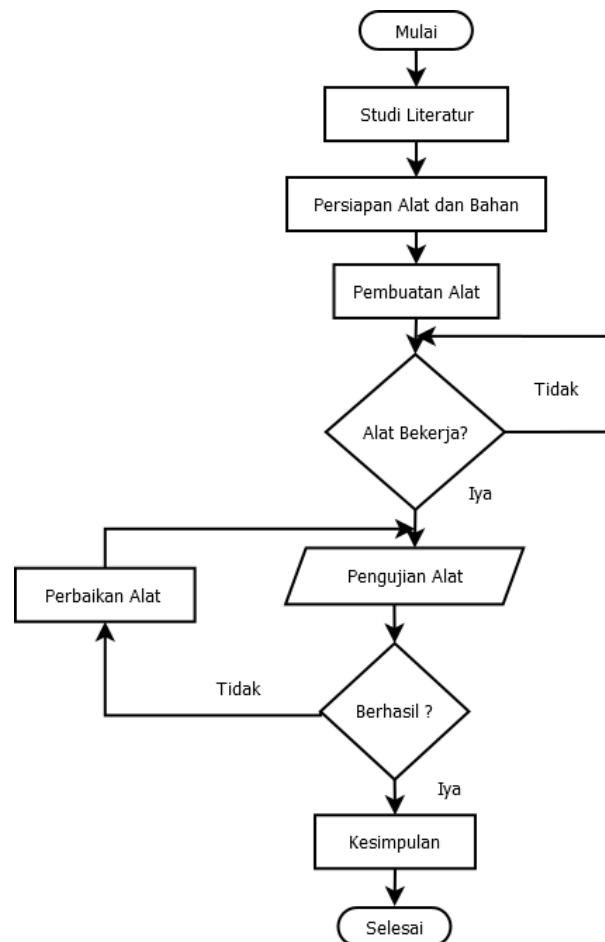 Mulai
Studi Literatur
Persiapan Alat dan Bahan
Pembuatan Alat
Tidak
Alat Bekerja?
Iya
Pengujian Alat
Perbaikan Alat
Tidak
Berhasil ?
Iya
Kesimpulan
Selesai